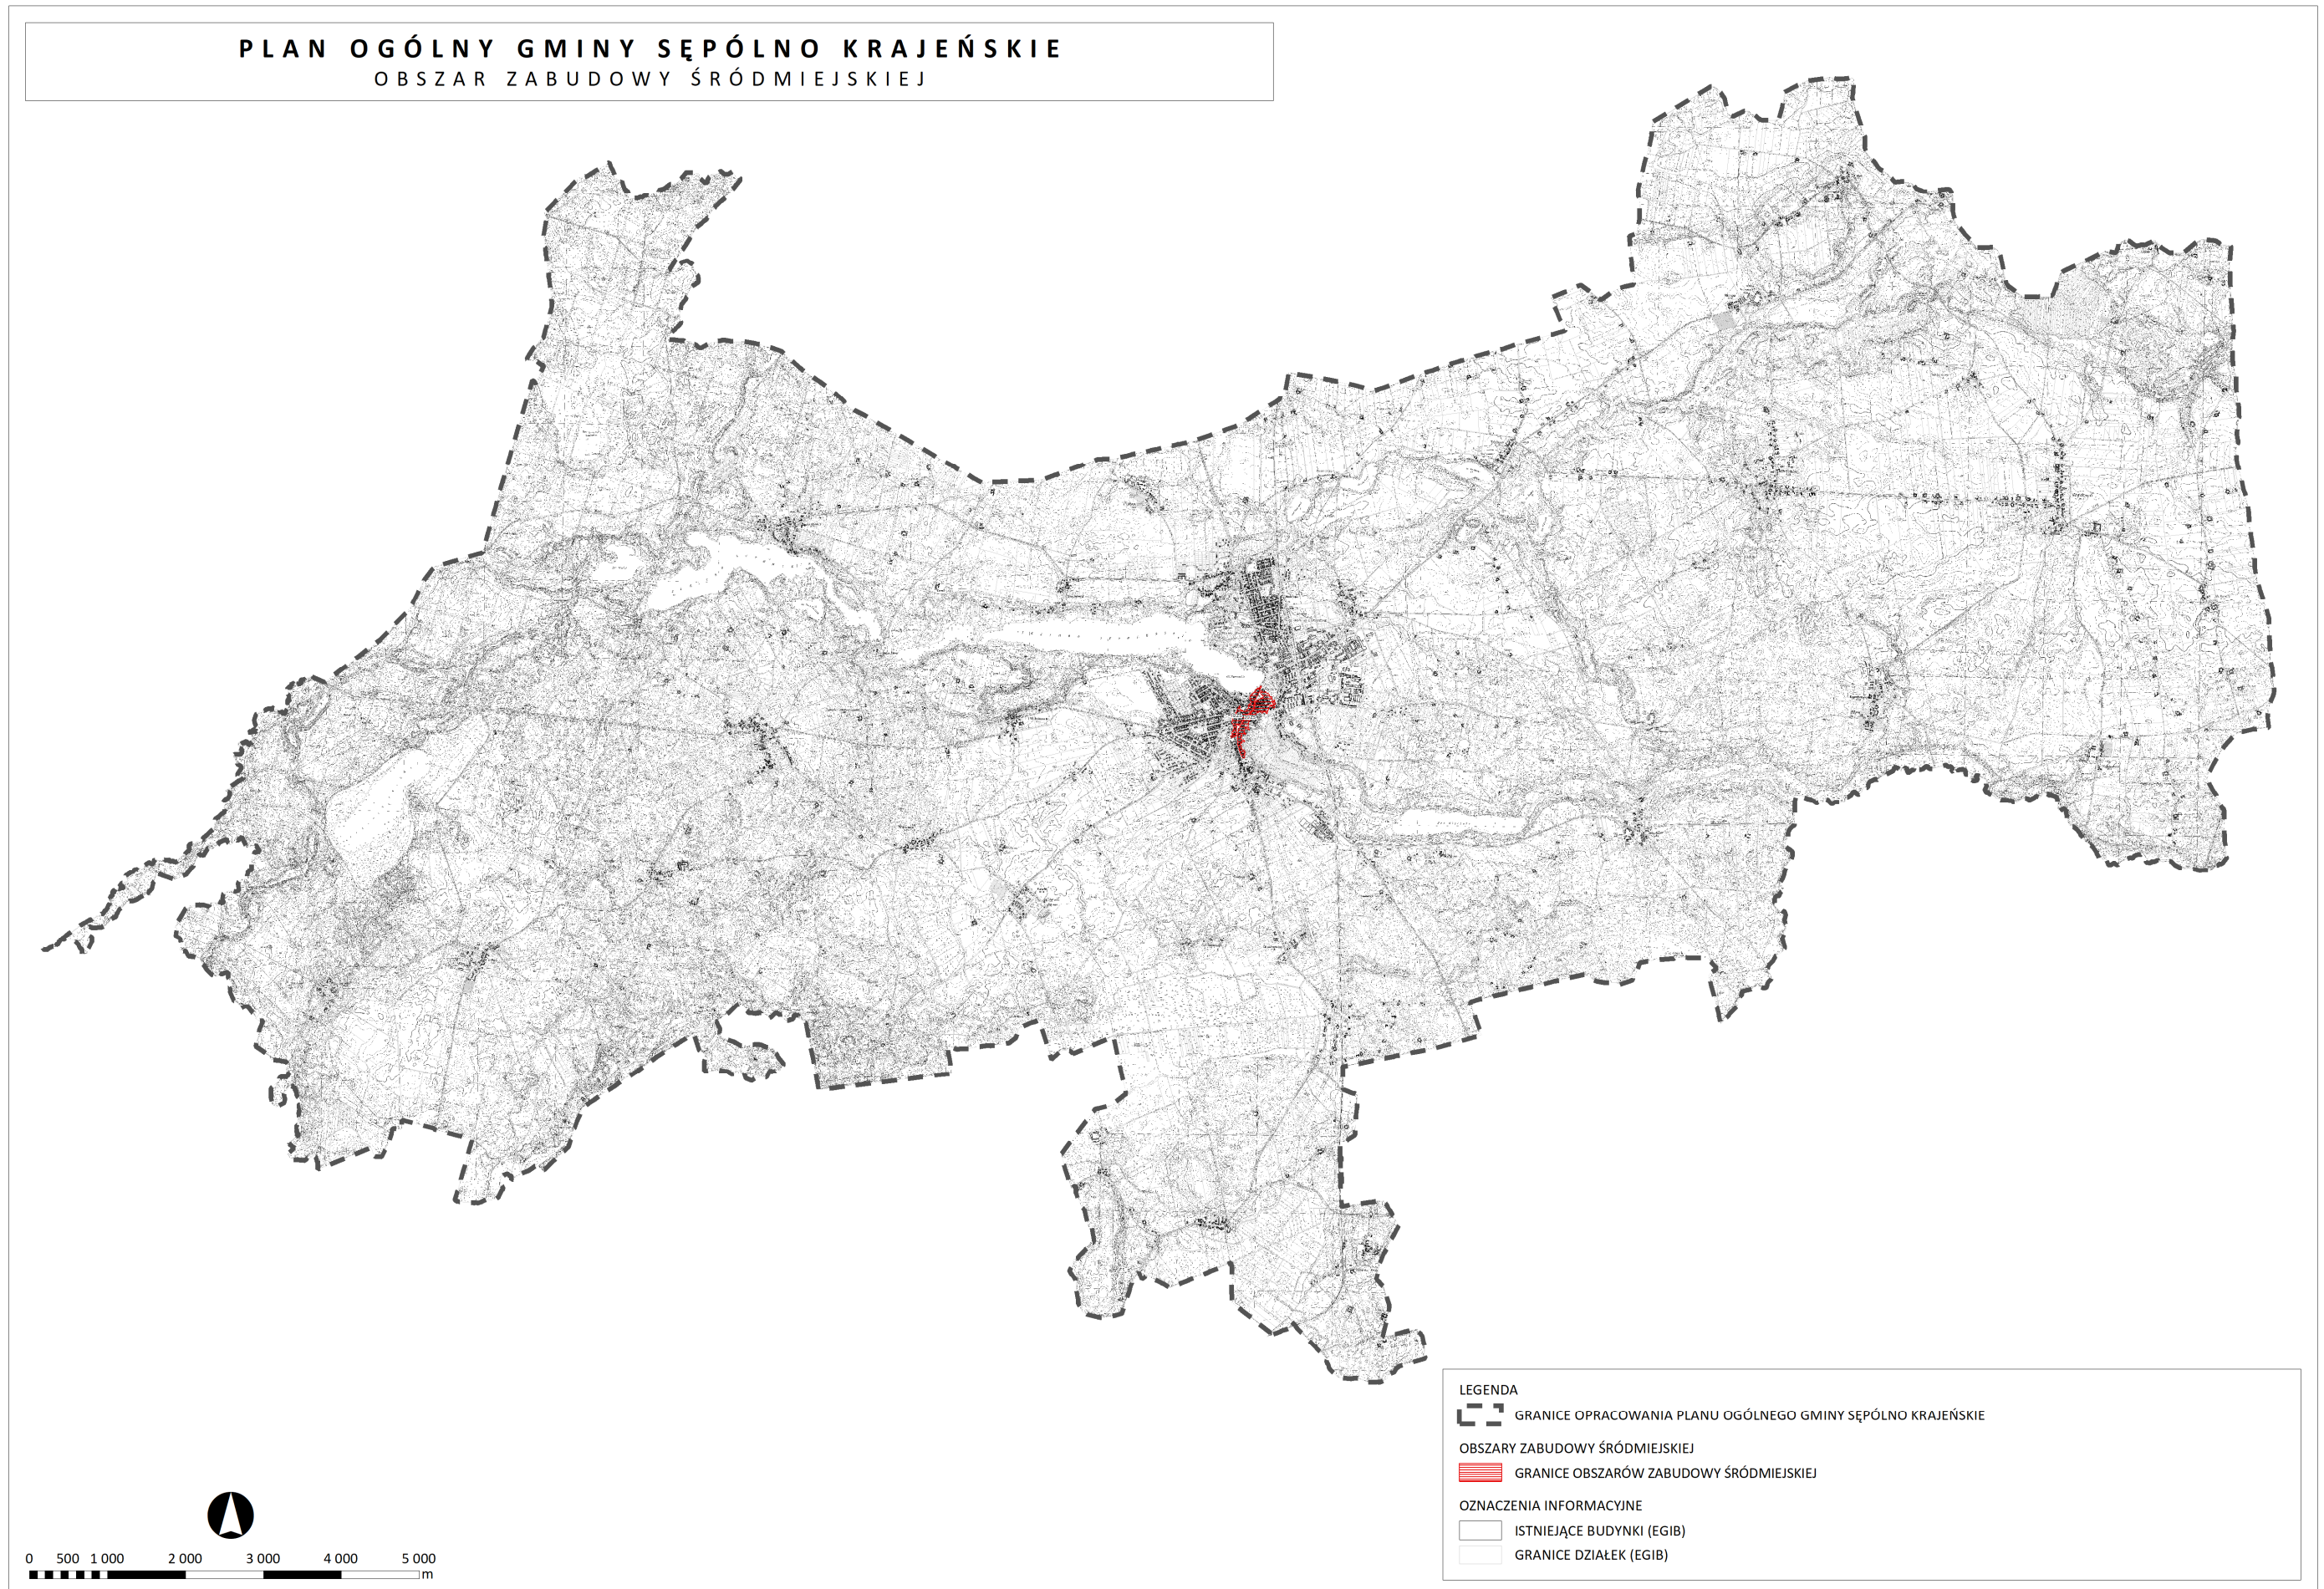 PLAN OGÓLNY GMINY SĘPÓLNO KRAJEŃSKIE
OBSZAR ZABUDOWY ŚRÓDMIEJSKIEJ
LEGENDA
GRANICE OPRACOWANIA PLANU OGÓLNEGO GMINY SĘPÓLNO KRAJEŃSKIE
OBSZARY ZABUDOWY ŚRÓDMIEJSKIEJ
GRANICE OBSZARÓW ZABUDOWY ŚRÓDMIEJSKIEJ
OZNACZENIA INFORMACYJNE
ISTNIEJĄCE BUDYNKI (EGIB)
GRANICE DZIAŁEK (EGIB)
0 500 1 000 2 000 3 000 4 000 5 000
m